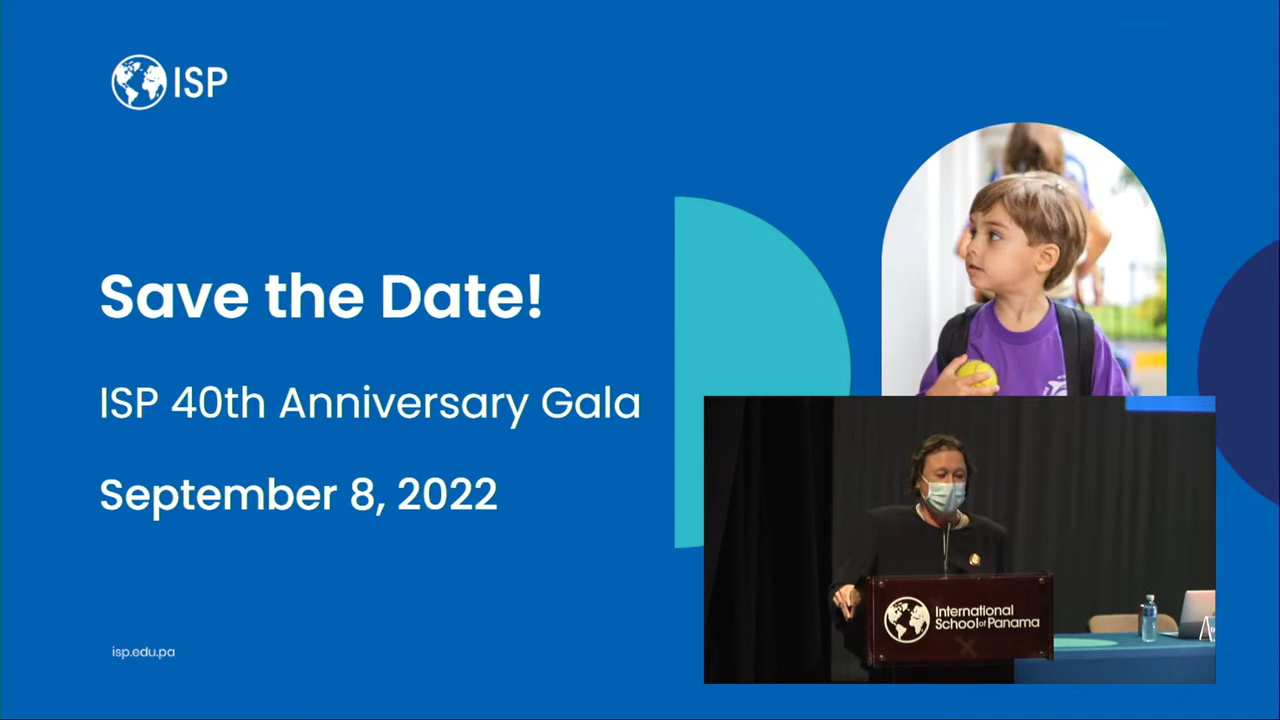 ISP
Save the Date!
ISP 40th Anniversary Gala
September 8, 2022
isp.edu.pa
International
School of Panama